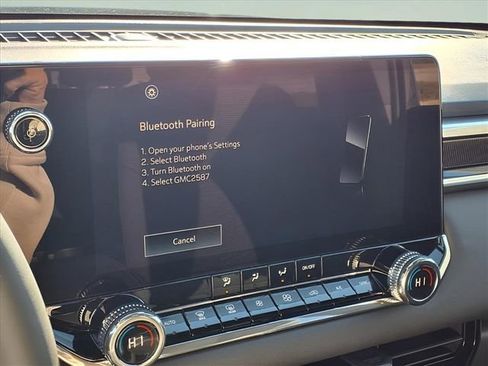 Bluetooth Pairing
1. Open your phone's Settings
2. Select Bluetooth
3. Turn Bluetooth on
4. Select GMC2587
Cancel
ON/OFF
AUTO
HI
HI